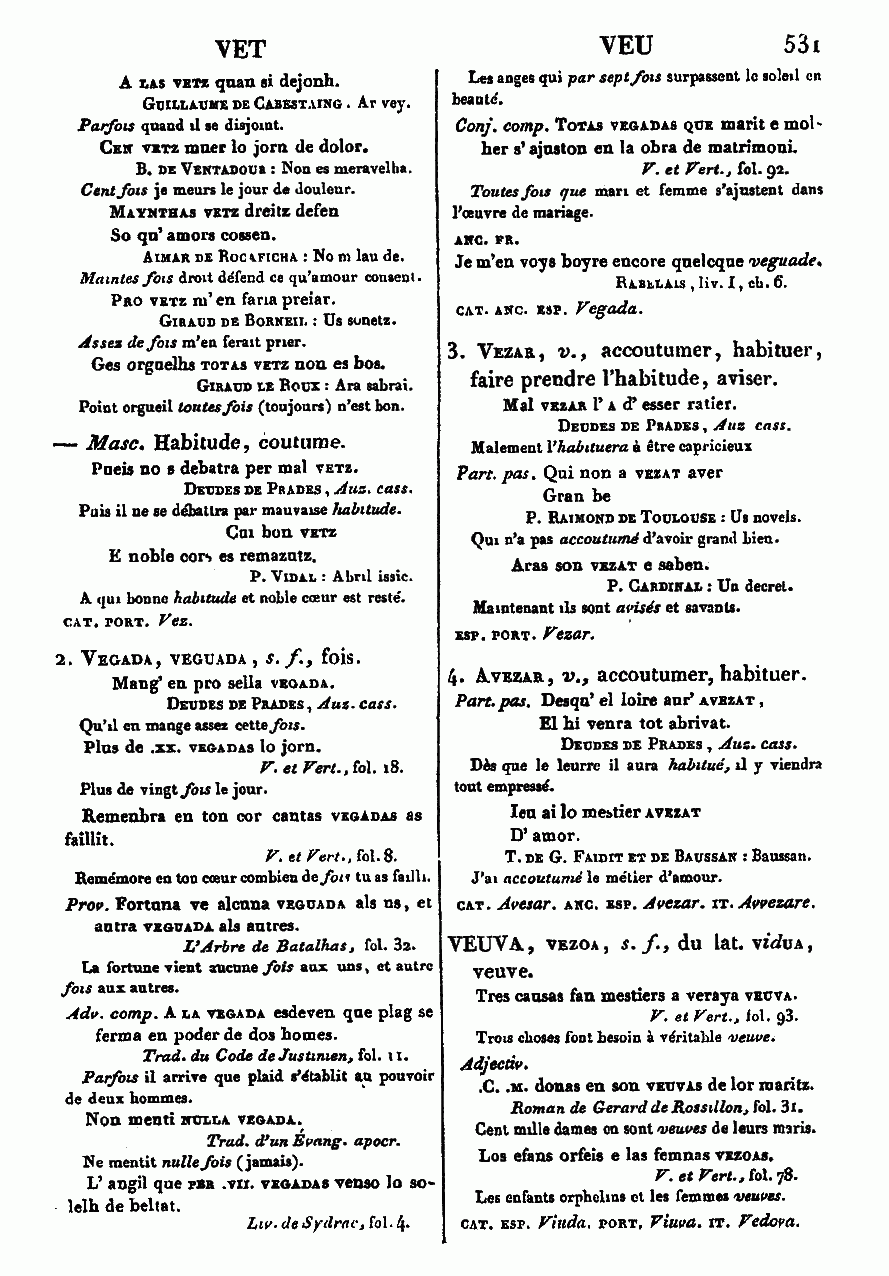 VET
A LAS VETZ quan si dejonh.
GUILLAUME DE CABESTAING. Ar vey.
Parfois quand il se disjoint.
CEN VETZ muer lo jorn de dolor.
B. DE VENTADOUR : Non es meravelha.
Cent fois je meurs le jour de douleur.
MAYNTHAS VETZ dreitz defen
So qu' amors cossen.
AIMAR DE ROCAFICHA : No m lau de.
Maintes fois droit défend ce qu'amour consent.
PRO VETZ m' en faria preiar.
GIRAUD DE BORNEIL : Us sonetz.
Assez de fois m'en ferait prier.
Ges orguelhs TOTAS VETZ non es bos.
GIRAUD LE ROUX : Ara sabrai.
Point orgueil toutes fois (toujours) n'est bon.
— Masc. Habitude, coutume.
Pueis no s debatra per mal VETZ.
DEUDES DE PRADES, Auz. cass.
Puis il ne se débattra par mauvaise habitude.
Cui bon VETZ
E noble cors es remazutz.
P. VIDAL : Abril issic.
A qui bonne habitude et noble cœur est resté.
CAT. PORT. Vez.
2. VEGADA, VEGUADA, s. f., fois.
Mang' en pro sella VEGADA.
DEUDES DE PRADES, Auz. cass.
Qu'il en mange assez cette fois.
Plus de .XX. VEGADAS lo jorn.
V. et Vert., fol. 18.
Plus de vingt fois le jour.
Remenbra en ton cor cantas VEGADAS as
faillit.
V. et Vert., fol. 8.
Remémore en ton cœur combien de fois tu as failli.
Prov. Fortuna ve alcuna VEGUADA als us, et
autra VEGUADA als autres.
L'Arbre de Batalhas, fol. 32.
La fortune vient aucune fois aux uns, et autre
fois aux autres.
Adv. comp. A LA VEGADA esdeven que plag se
ferma en poder de dos homes.
Trad. du Code de Justinien, fol. 11.
Parfois il arrive que plaid s'établit au pouvoir
de deux hommes.
Non menti NULLA VEGADA.
Trad. d'un Évang. apocr.
Ne mentit nulle fois (jamais).
L' angil que PER .VII. VEGADAS venso lo so-
lelh de beltat.
Liv. de Sydrac, fol. 4.
VEU 531
Les anges qui par sept fois surpassent le soleil en
beauté.
Conj. comp. TOTAS VEGADAS QUE marit e mol-
her s' ajuston en la obra de matrimoni.
V. et Vert., fol. 92.
Toutes fois que mari et femme s'ajustent dans
l'œuvre de mariage.
ANC. FR.
Je m'en voys boyre encore quelcque veguade.
RABELAIS, liv. I, ch. 6.
CAT. ANC. ESP. Vegada.
3. VEZAR, v., accoutumer, habituer,
faire prendre l'habitude, aviser.
Mal VEZAR l' A d' esser ratier.
DEUDES DE PRADES, Auz cass.
Malement l'habituera à être capricieux
Part. pas. Qui non a VEZAT aver
Gran be
P. RAIMOND DE TOULOUSE : Us novels.
Qui n'a pas accoutumé d'avoir grand bien.
Aras son VEZAT e saben.
P. CARDINAL : Un decret.
Maintenant ils sont avisés et savants.
ESP. PORT. Vezar.
4. AVEZAR, v., accoutumer, habituer.
Part. pas. Desqu' el loire aur' AVEZAT,
El hi venra tot abrivat.
DEUDES DE PRADES, Auz. cass.
Dès que le leurre il aura habitué, il y viendra
tout empressé.
Ieu ai lo mestier AVEZAT
D' amor.
T. DE G. FAIDIT ET DE BAUSSAN : Baussan.
J'ai accoutumé le métier d'amour.
CAT. Avesar. ANC. ESP. Avezar. IT. Avvezare.
VEUVA, VEZOA, s. f., du lat. vidUA,
veuve.
Tres causas fan mestiers a veraya VEUVA.
V. et Vert., fol. 93.
Trois choses font besoin à véritable veuve.
Adjectiv.
.C. .M. donas en son VEUVAS de lor maritz.
Roman de Gerard de Rossillon, fol. 31.
Cent mille dames en sont veuves de leurs maris.
Los efans orfeis e las femnas VEZOAS.
V. et Vert., fol. 78.
Les enfants orphelins et les femmes veuves.
CAT. ESP. Viuda. PORT. Viuva. IT. Vedova.